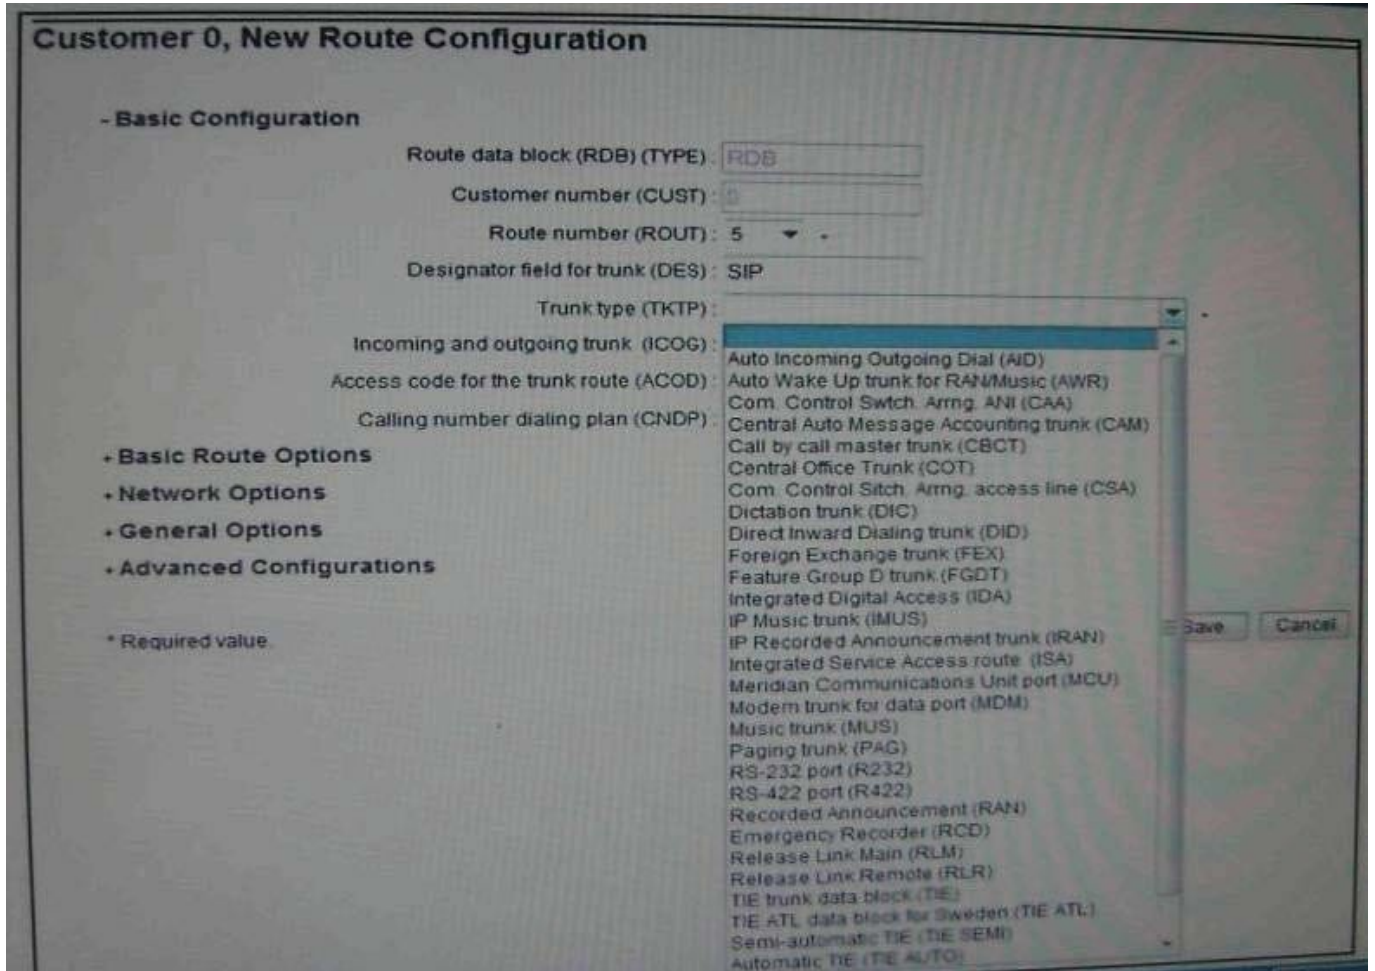 Customer 0, New Route Configuration
- Basic Configuration
Route data block (RDB) (TYPE) : RDB
Customer number (CUST) : 0
Route number (ROUT) : 5
Designator field for trunk (DES) : SIP
Trunk type (TKTP) :
Incoming and outgoing trunk (ICOG) :
Access code for the trunk route (ACOD) :
Calling number dialing plan (CNDP) :
+ Basic Route Options
+ Network Options
+ General Options
+ Advanced Configurations
* Required value.
Auto Incoming Outgoing Dial (AID)
Auto Wake Up trunk for RAN/Music (AWR)
Com. Control Swtch. Arrng. ANI (CAA)
Central Auto Message Accounting trunk (CAM)
Call by call master trunk (CBCT)
Central Office Trunk (COT)
Com. Control Sitch. Arrng. access line (CSA)
Dictation trunk (DIC)
Direct Inward Dialing trunk (DID)
Foreign Exchange trunk (FEX)
Feature Group D trunk (FGDT)
Integrated Digital Access (IDA)
IP Music trunk (IMUS)
IP Recorded Announcement trunk (IRAN)
Integrated Service Access route (ISA)
Meridian Communications Unit port (MCU)
Modem trunk for data port (MDM)
Music trunk (MUS)
Paging trunk (PAG)
RS-232 port (R232)
RS-422 port (R422)
Recorded Announcement (RAN)
Emergency Recorder (RCD)
Release Link Main (RLM)
Release Link Remote (RLR)
TIE trunk data block (TIE)
TIE ATL data block for Sweden (TIE ATL)
Semi-automatic TIE (TIE SEMI)
Automatic TIE (TIE AUTO)
Save
Cancel